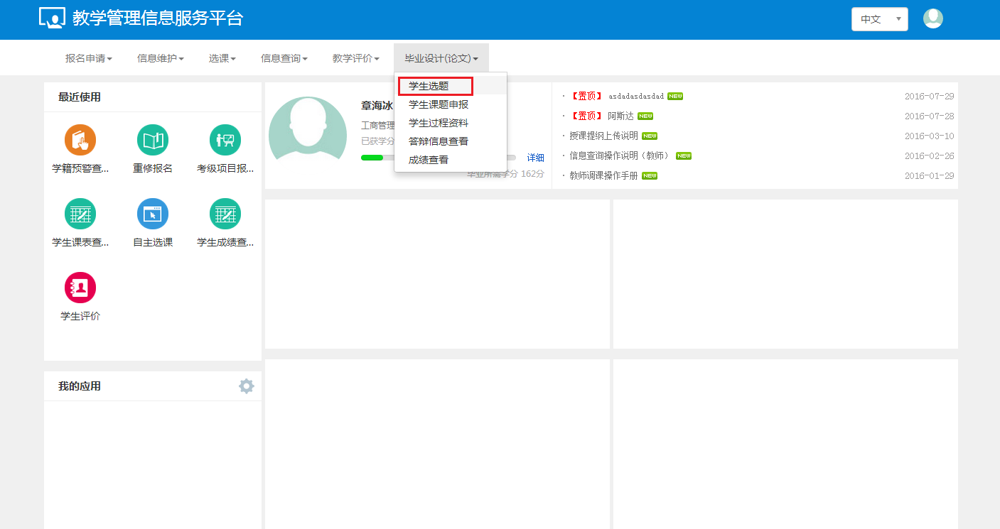 教学管理信息服务平台
中文
报名申请
信息维护
选课
信息查询
教学评价
毕业设计(论文)
学生选题
学生课题申报
学生过程资料
答辩信息查看
成绩查看
最近使用
学籍预警查...
重修报名
考级项目报...
学生课表查...
自主选课
学生成绩查...
学生评价
我的应用
章海冰
工商管理
已获学分
详细
毕业所需学分 162分
· 【置顶】 asdadasdasdad NEW 2016-07-29
· 【置顶】 阿斯达 NEW 2016-07-28
· 授课提纲上传说明 NEW 2016-03-10
· 信息查询操作说明（教师） NEW 2016-02-26
· 教师调课操作手册 NEW 2016-01-29